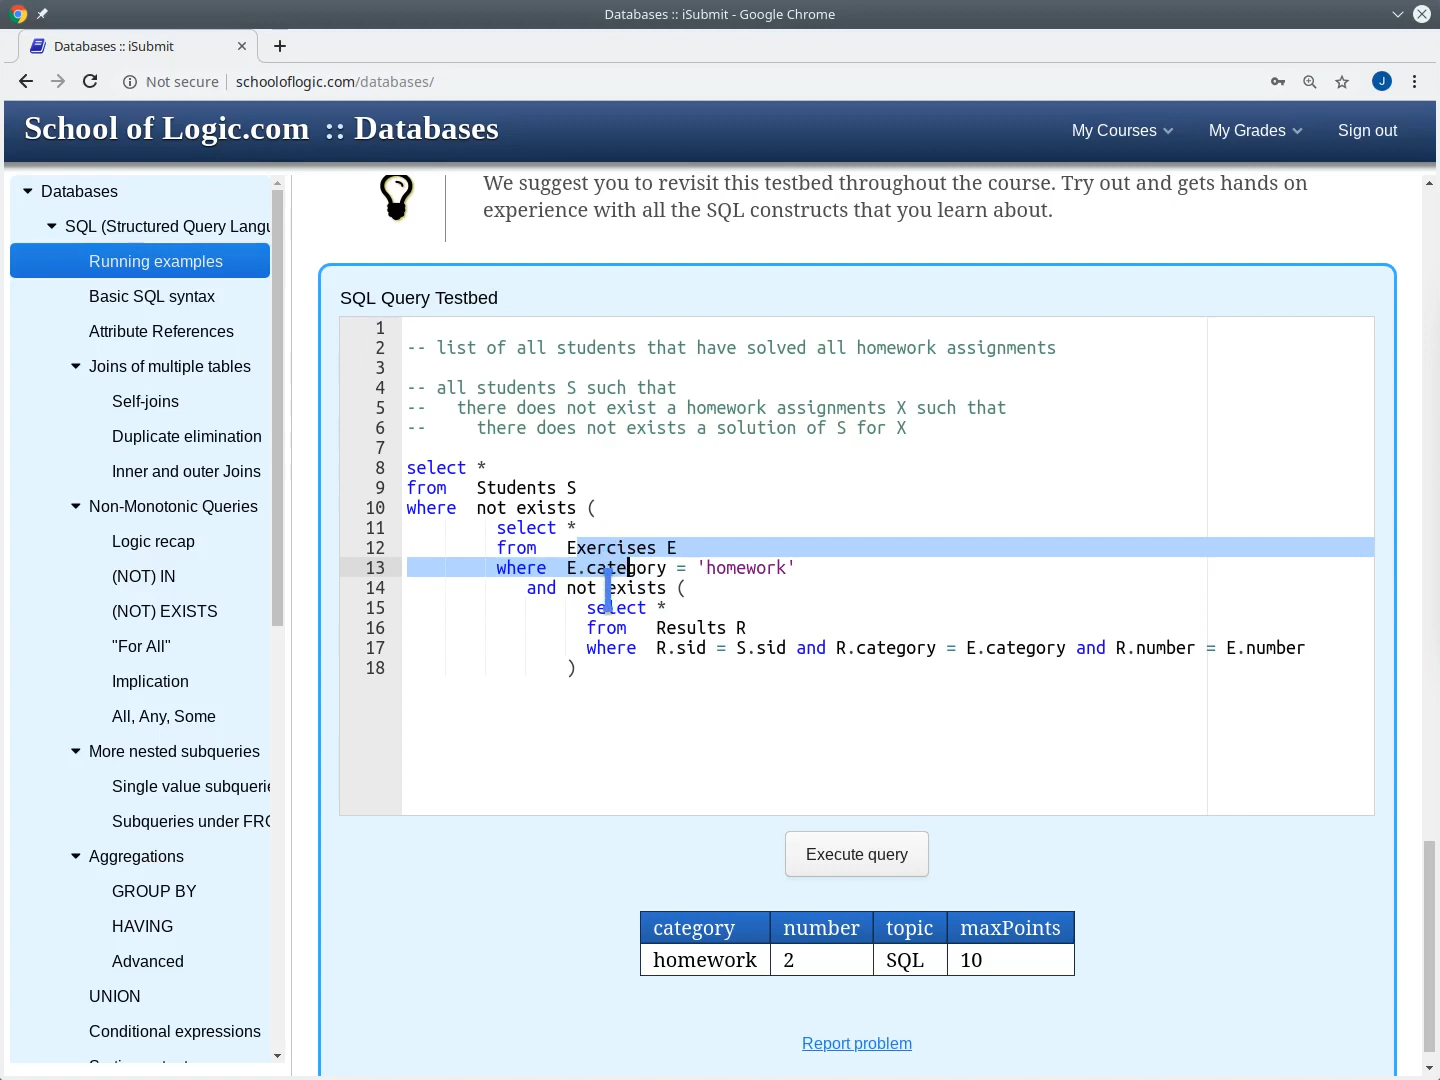 Databases :: iSubmit - Google Chrome
Databases :: iSubmit
Not secure
schooloflogic.com/databases/
J
School of Logic.com :: Databases
My Courses
My Grades
Sign out
Databases
SQL (Structured Query Langu
Running examples
Basic SQL syntax
Attribute References
Joins of multiple tables
Self-joins
Duplicate elimination
Inner and outer Joins
Non-Monotonic Queries
Logic recap
(NOT) IN
(NOT) EXISTS
"For All"
Implication
All, Any, Some
More nested subqueries
Single value subquerie
Subqueries under FRO
Aggregations
GROUP BY
HAVING
Advanced
UNION
Conditional expressions
We suggest you to revisit this testbed throughout the course. Try out and gets hands on
experience with all the SQL constructs that you learn about.
SQL Query Testbed
1
2 -- list of all students that have solved all homework assignments
3
4 -- all students S such that
5 -- there does not exist a homework assignments X such that
6 -- there does not exists a solution of S for X
7
8 select *
9 from Students S
10 where not exists (
11 select *
12 from Exercises E
13 where E.category = 'homework'
14 and not exists (
15 select *
16 from Results R
17 where R.sid = S.sid and R.category = E.category and R.number = E.number
18 )
Execute query
category number topic maxPoints
homework 2 SQL 10
Report problem